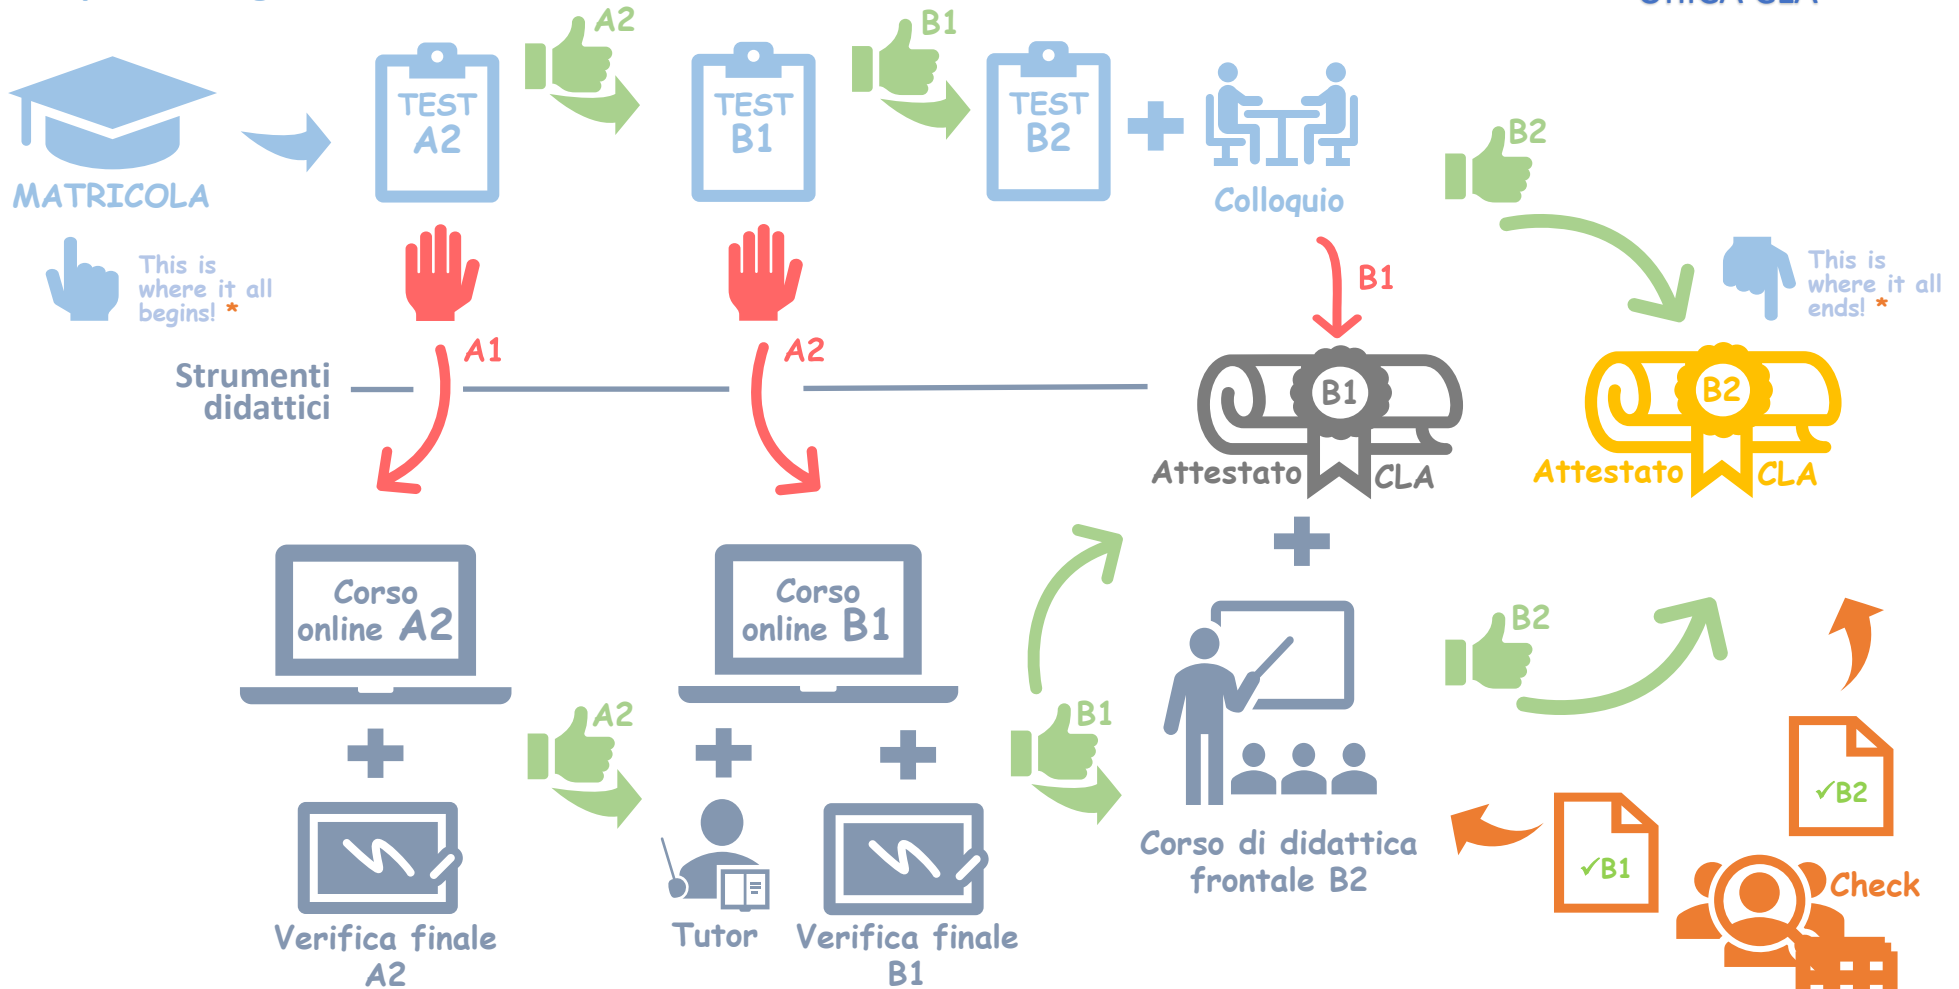 UNICA CLA
A2
B1
TEST
A2
TEST
B1
TEST
B2
B2
MATRICOLA
Colloquio
This is
where it all
begins! *
This is
where it all
ends! *
B1
A1
A2
Strumenti
didattici
B1
Attestato CLA
B2
Attestato CLA
Corso
online A2
Corso
online B1
B2
A2
B1
✓B2
Corso di didattica
frontale B2
✓B1
Check
Verifica finale
A2
Tutor
Verifica finale
B1